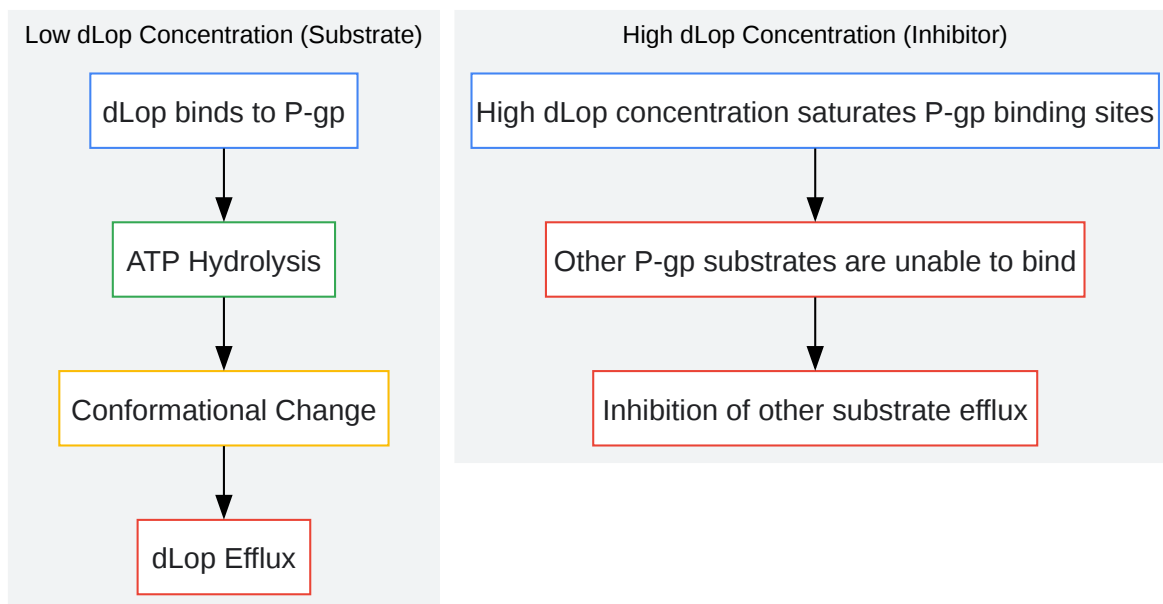 Low dLop Concentration (Substrate)
dLop binds to P-gp
ATP Hydrolysis
Conformational Change
dLop Efflux
High dLop Concentration (Inhibitor)
High dLop concentration saturates P-gp binding sites
Other P-gp substrates are unable to bind
Inhibition of other substrate efflux